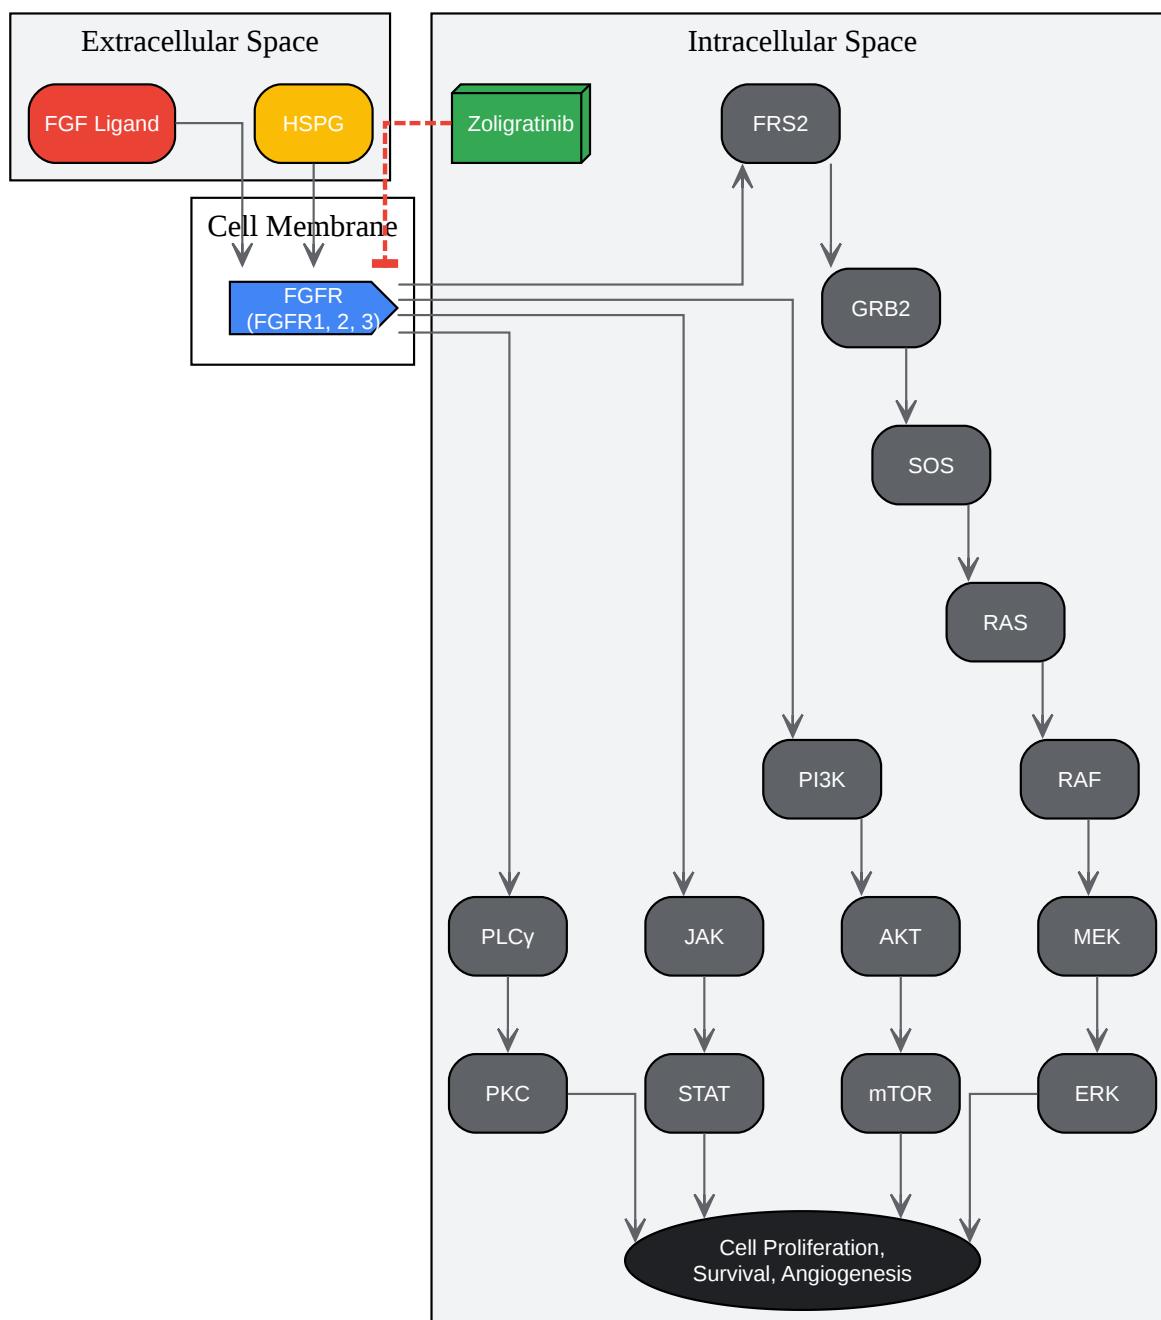 Extracellular Space
Intracellular Space
FGF Ligand
HSPG
Zoligratinib
FRS2
Cell Membrane
FGFR
(FGFR1, 2, 3)
GRB2
SOS
RAS
PI3K
RAF
PLCγ
JAK
AKT
MEK
PKC
STAT
mTOR
ERK
Cell Proliferation,
Survival, Angiogenesis